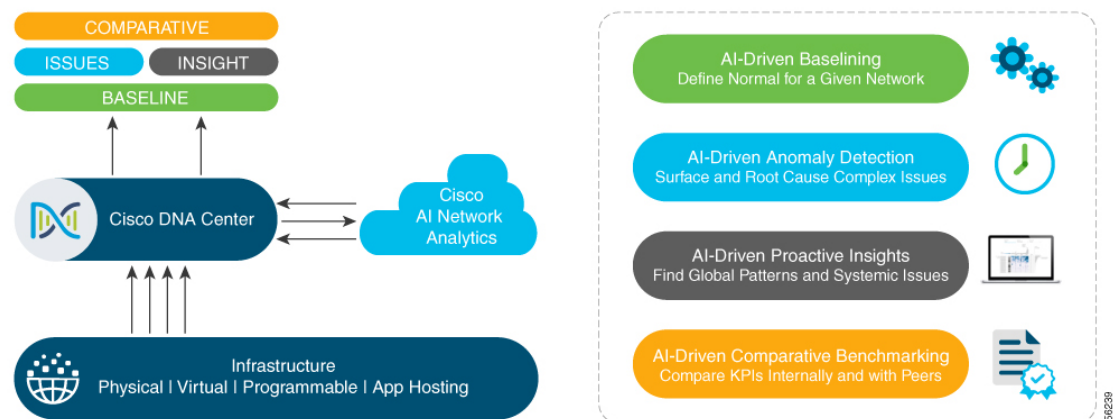 COMPARATIVE
ISSUES
INSIGHT
BASELINE
Cisco DNA Center
Cisco
AI Network
Analytics
Infrastructure
Physical | Virtual | Programmable | App Hosting
AI-Driven Baselining
Define Normal for a Given Network
AI-Driven Anomaly Detection
Surface and Root Cause Complex Issues
AI-Driven Proactive Insights
Find Global Patterns and Systemic Issues
AI-Driven Comparative Benchmarking
Compare KPIs Internally and with Peers